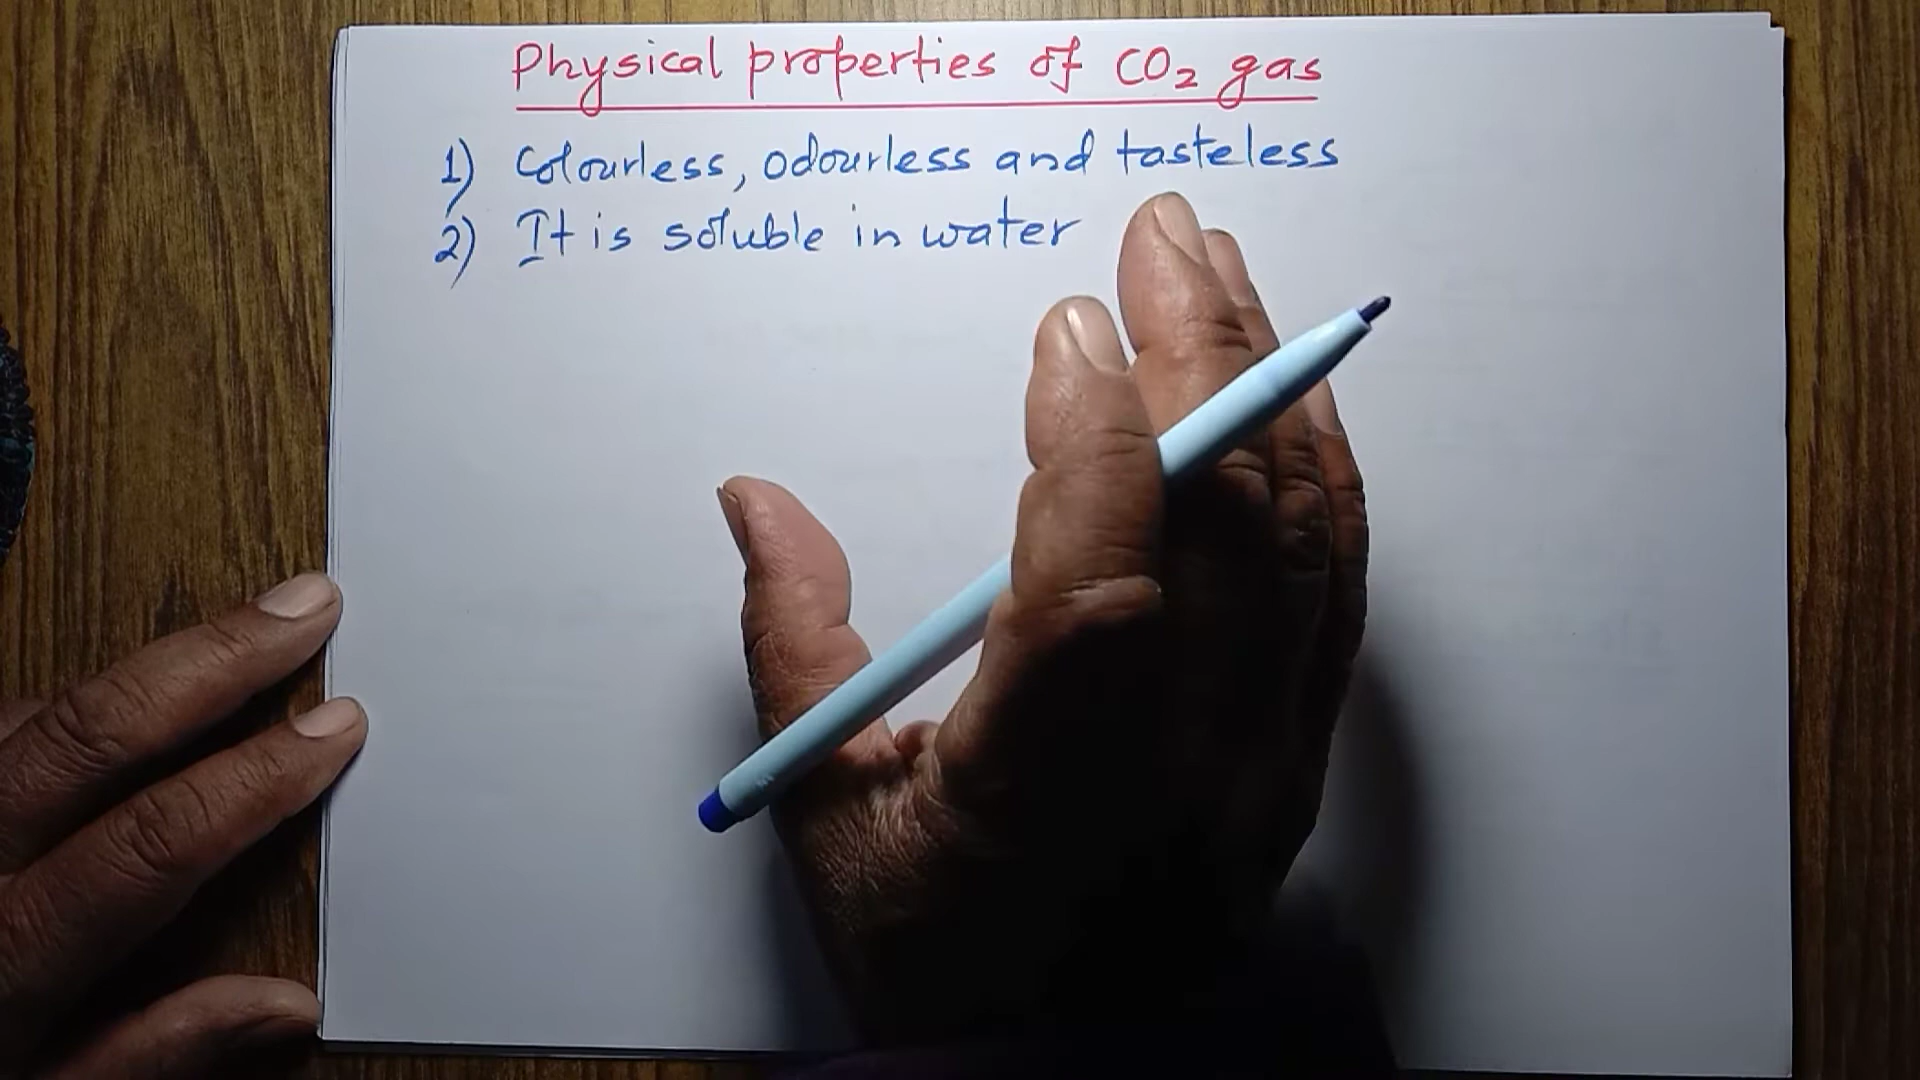 Physical properties of CO₂ gas
1) Colourless, odourless and tasteless
2) It is soluble in water